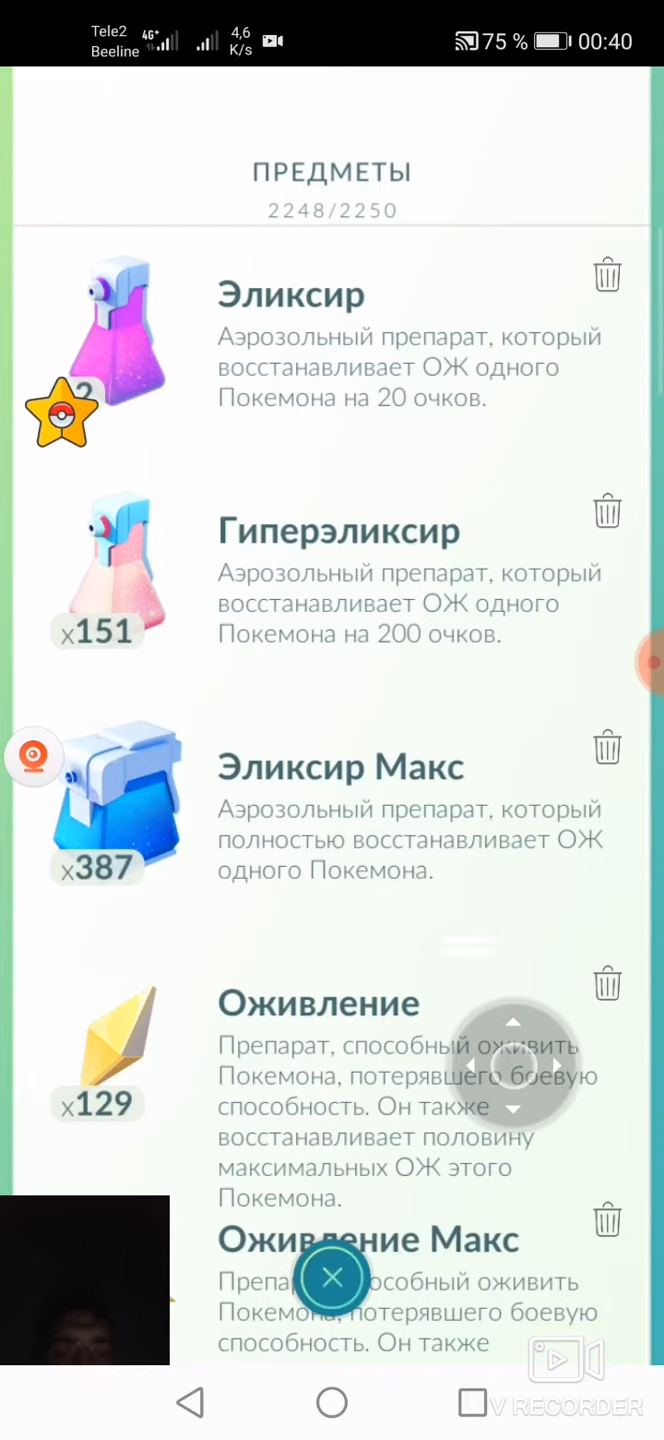 Tele2 4G+ 4,6 75 % 00:40
Beeline K/s
ПРЕДМЕТЫ
2248/2250
Эликсир
Аэрозольный препарат, который
восстанавливает ОЖ одного
Покемона на 20 очков.
Гиперэликсир
Аэрозольный препарат, который
восстанавливает ОЖ одного
Покемона на 200 очков.
x151
Эликсир Макс
Аэрозольный препарат, который
полностью восстанавливает ОЖ
одного Покемона.
x387
Оживление
Препарат, способный оживить
Покемона, потерявшего боевую
способность. Он также
восстанавливает половину
максимальных ОЖ этого
Покемона.
x129
Оживление Макс
Препарат, способный оживить
Покемона, потерявшего боевую
способность. Он также
V RECORDER